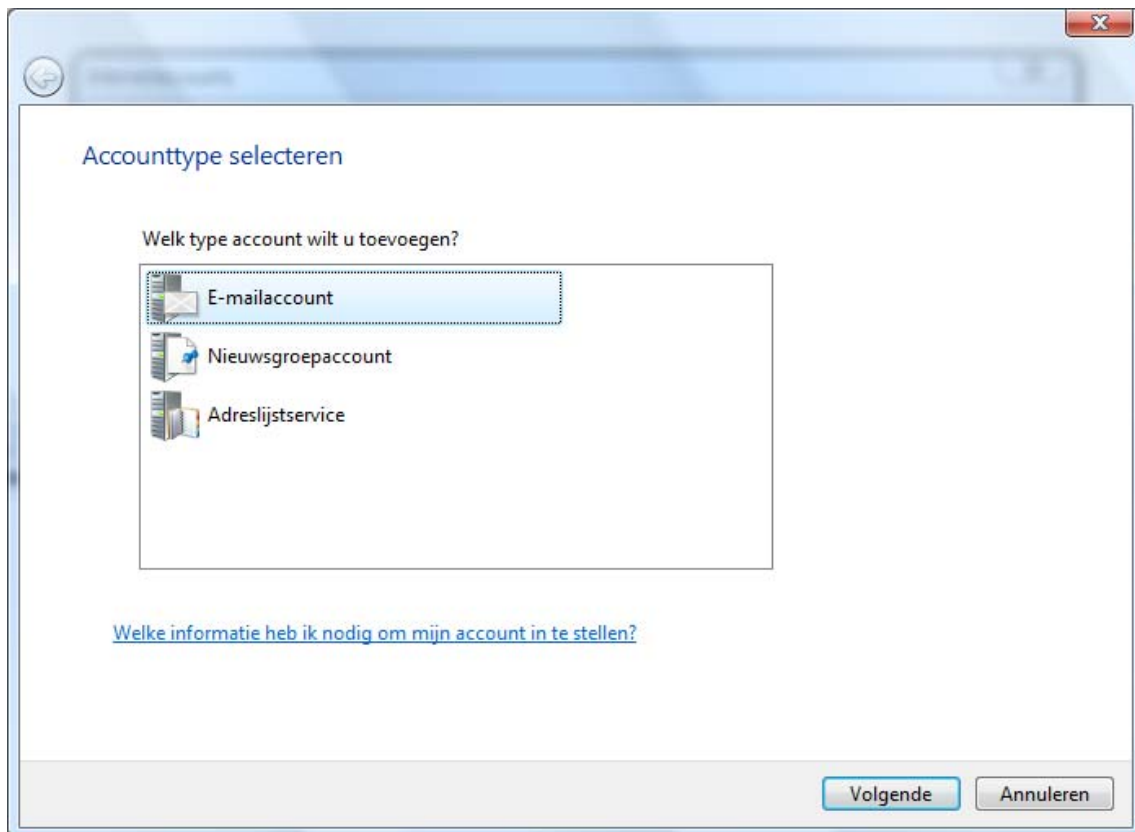 Accounttype selecteren
Welk type account wilt u toevoegen?
E-mailaccount
Nieuwsgroepaccount
Adreslijstservice
Welke informatie heb ik nodig om mijn account in te stellen?
Volgende
Annuleren